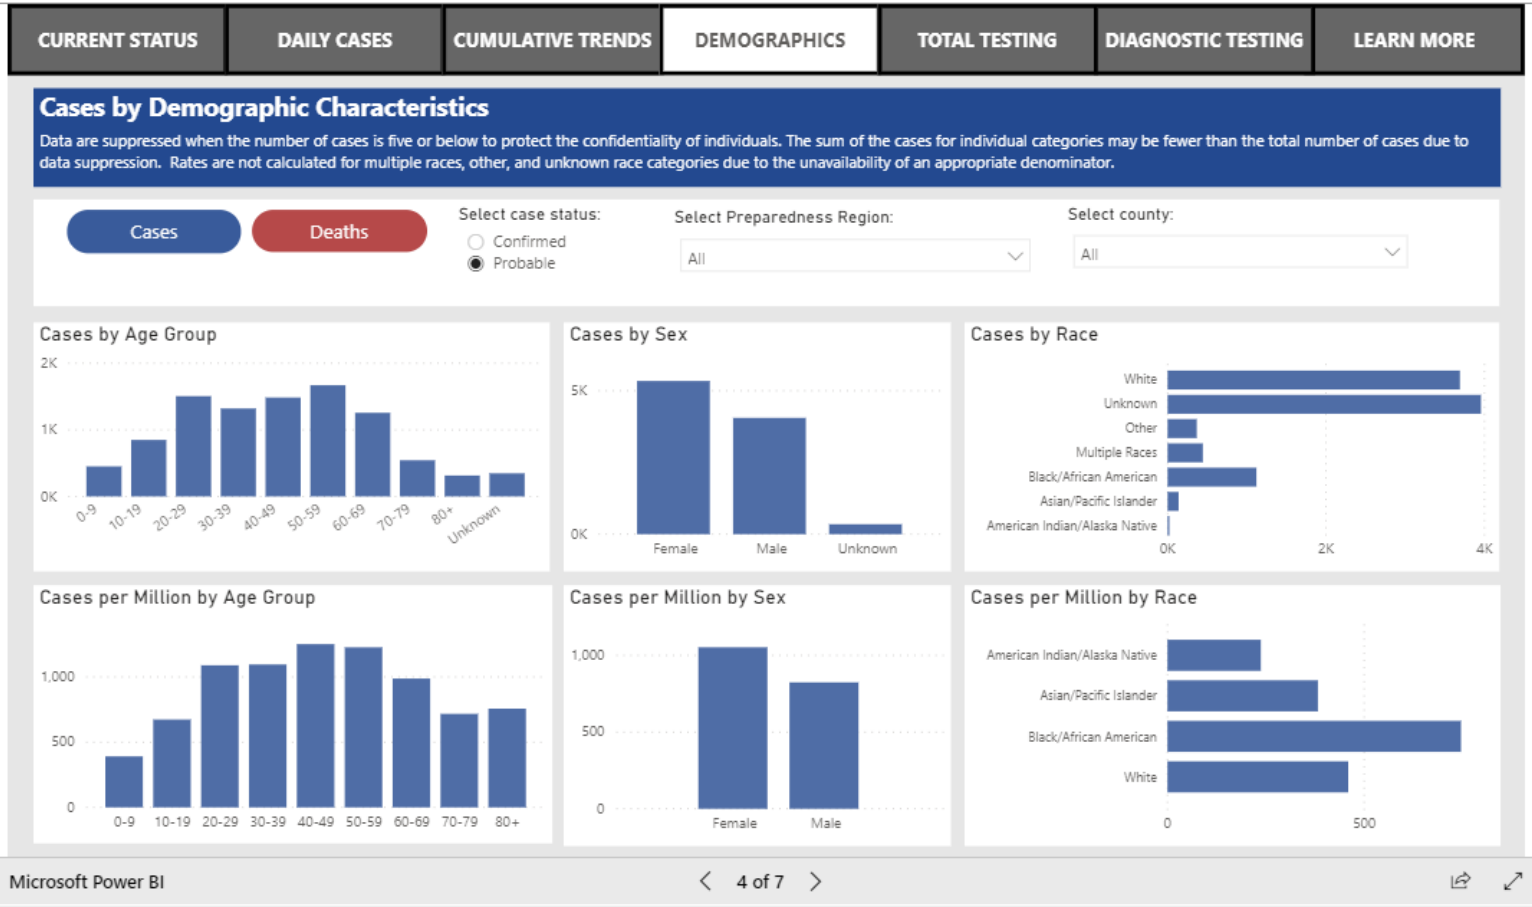 CURRENT STATUS
DAILY CASES
CUMULATIVE TRENDS
DEMOGRAPHICS
TOTAL TESTING
DIAGNOSTIC TESTING
LEARN MORE
Cases by Demographic Characteristics
Data are suppressed when the number of cases is five or below to protect the confidentiality of individuals. The sum of the cases for individual categories may be fewer than the total number of cases due to
data suppression. Rates are not calculated for multiple races, other, and unknown race categories due to the unavailability of an appropriate denominator.
Cases
Deaths
Select case status:
Confirmed
Probable
Select Preparedness Region:
All
Select county:
All
Cases by Age Group
2K
1K
0K
0-9
10-19
20-29
30-39
40-49
50-59
60-69
70-79
80+
Unknown
Cases by Sex
5K
0K
Female
Male
Unknown
Cases by Race
White
Unknown
Other
Multiple Races
Black/African American
Asian/Pacific Islander
American Indian/Alaska Native
0K
2K
4K
Cases per Million by Age Group
1,000
500
0
0-9
10-19
20-29
30-39
40-49
50-59
60-69
70-79
80+
Cases per Million by Sex
1,000
500
0
Female
Male
Cases per Million by Race
American Indian/Alaska Native
Asian/Pacific Islander
Black/African American
White
0
500
Microsoft Power BI
4 of 7